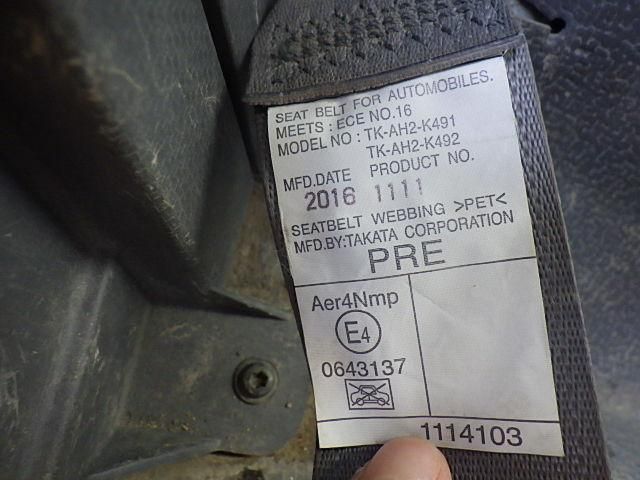 SEAT BELT FOR AUTOMOBILES.
MEETS : ECE NO.16
MODEL NO : TK-AH2-K491
TK-AH2-K492
MFD.DATE PRODUCT NO.
2016 1111
SEATBELT WEBBING >PET<
MFD.BY:TAKATA CORPORATION
PRE
Aer4Nmp
E4
0643137
1114103